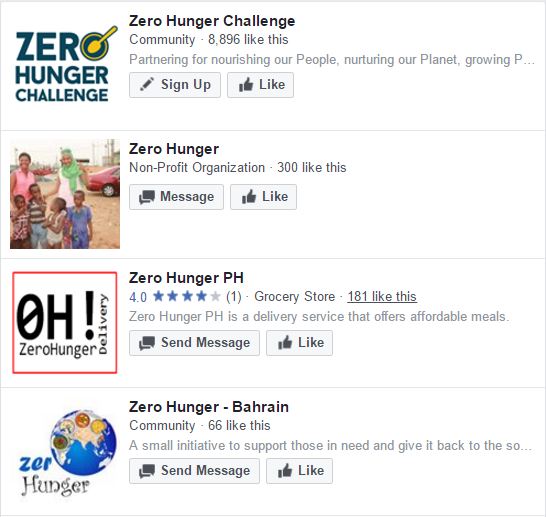 ZERO
HUNGER
CHALLENGE
Zero Hunger Challenge
Community · 8,896 like this
Partnering for nourishing our People, nurturing our Planet, growing P...
Sign Up
Like
Zero Hunger
Non-Profit Organization · 300 like this
Message
Like
0H!
ZeroHunger
Delivery
Zero Hunger PH
4.0 ★★★★★ (1) · Grocery Store · 181 like this
Zero Hunger PH is a delivery service that offers affordable meals.
Send Message
Like
zer
Hunger
Zero Hunger - Bahrain
Community · 66 like this
A small initiative to support those in need and give it back to the so...
Send Message
Like